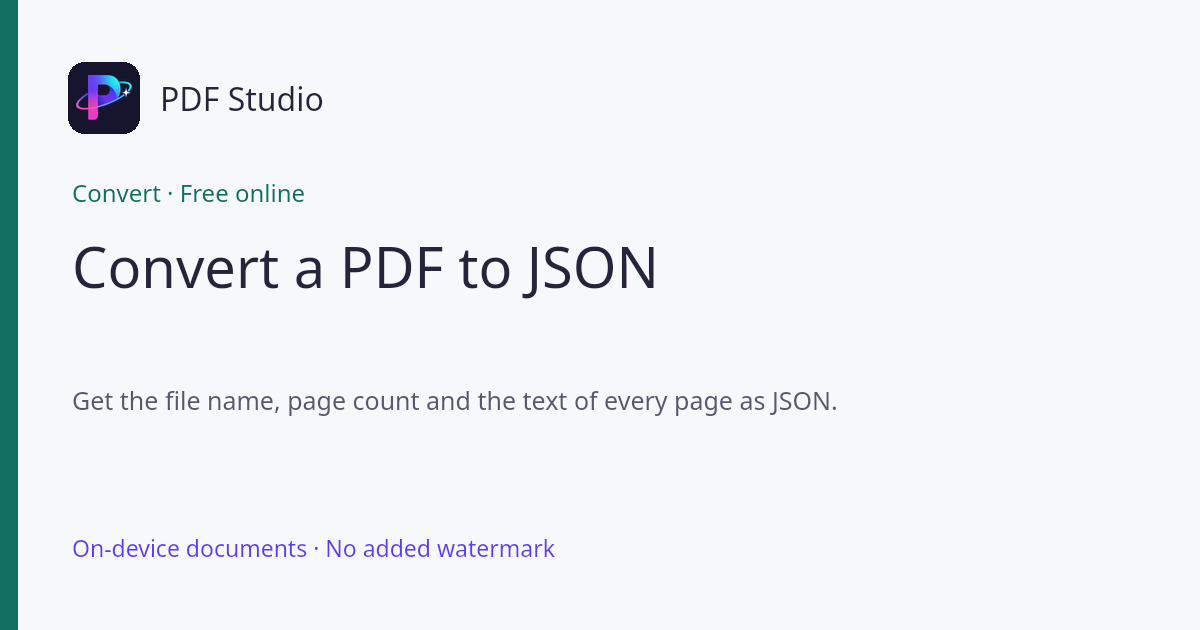 PDF Studio
Convert · Free online
Convert a PDF to JSON
Get the file name, page count and the text of every page as JSON.
On-device documents · No added watermark